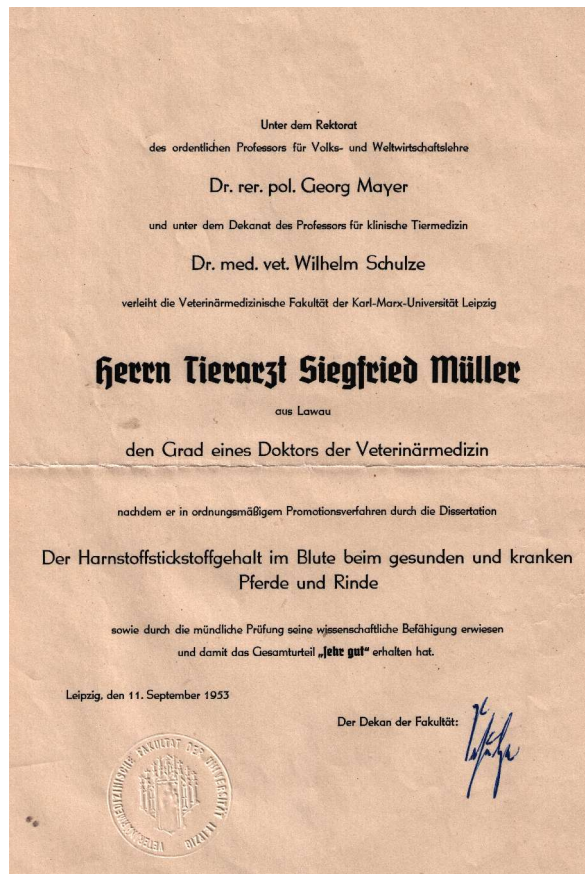 Unter dem Rektorat
des ordentlichen Professors für Volks- und Weltwirtschaftslehre
Dr. rer. pol. Georg Mayer
und unter dem Dekanat des Professors für klinische Tiermedizin
Dr. med. vet. Wilhelm Schulze
verleiht die Veterinärmedizinische Fakultät der Karl-Marx-Universität Leipzig
Herrn Tierarzt Siegfried Müller
aus Lawau
den Grad eines Doktors der Veterinärmedizin
nachdem er in ordnungsmäßigem Promotionsverfahren durch die Dissertation
Der Harnstoffstickstoffgehalt im Blute beim gesunden und kranken
Pferde und Rinde
sowie durch die mündliche Prüfung seine wissenschaftliche Befähigung erwiesen
und damit das Gesamturteil „sehr gut“ erhalten hat.
Leipzig, den 11. September 1953
Der Dekan der Fakultät:
VETERINÄRMEDIZINISCHE FAKULTÄT DER UNIVERSITÄT LEIPZIG